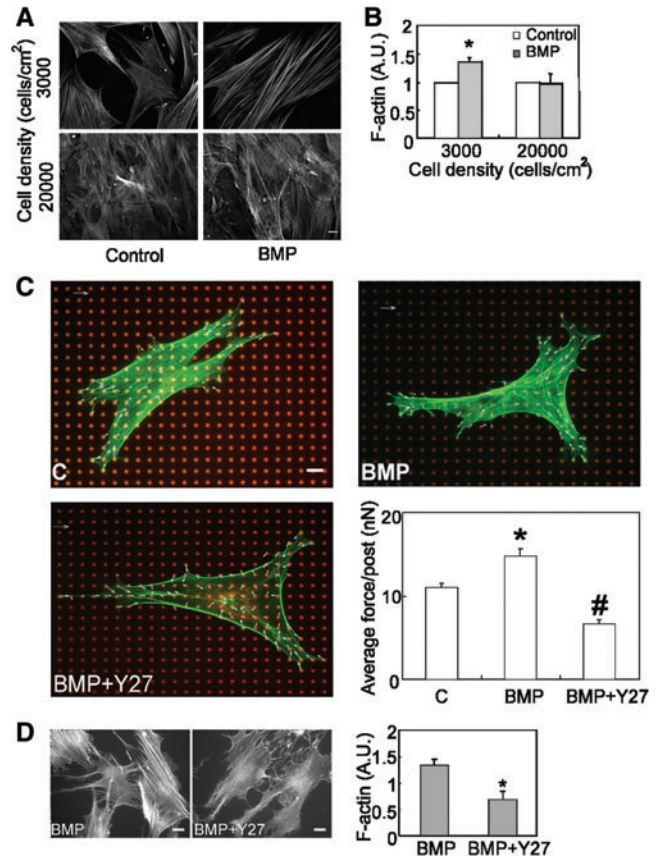 A
Cell density (cells/cm²)
3000
20000
Control
BMP
B
F-actin (A.U.)
2
1.5
1
0.5
0
*
Control
BMP
3000
20000
Cell density (cells/cm²)
C
C
BMP
BMP+Y27
Average force/post (nN)
20
10
0
*
#
C
BMP
BMP+Y27
D
BMP
BMP+Y27
F-actin (A.U.)
2
1.5
1
0.5
0
*
BMP
BMP+Y27